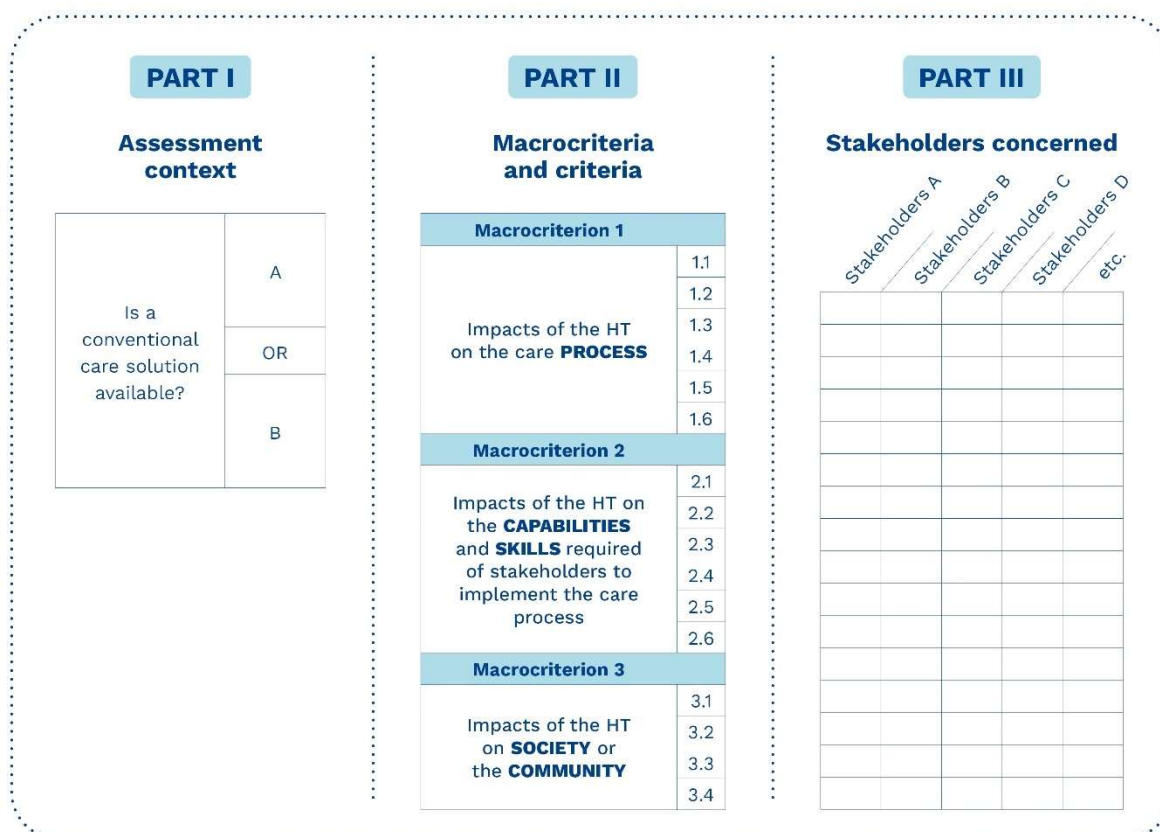 PART I
Assessment
context
Is a
conventional
care solution
available?
A
OR
B
PART II
Macrocriteria
and criteria
Macrocriterion 1
Impacts of the HT
on the care PROCESS
1.1
1.2
1.3
1.4
1.5
1.6
Macrocriterion 2
Impacts of the HT on
the CAPABILITIES
and SKILLS required
of stakeholders to
implement the care
process
2.1
2.2
2.3
2.4
2.5
2.6
Macrocriterion 3
Impacts of the HT
on SOCIETY or
the COMMUNITY
3.1
3.2
3.3
3.4
PART III
Stakeholders concerned
Stakeholders A
Stakeholders B
Stakeholders C
Stakeholders D
etc.